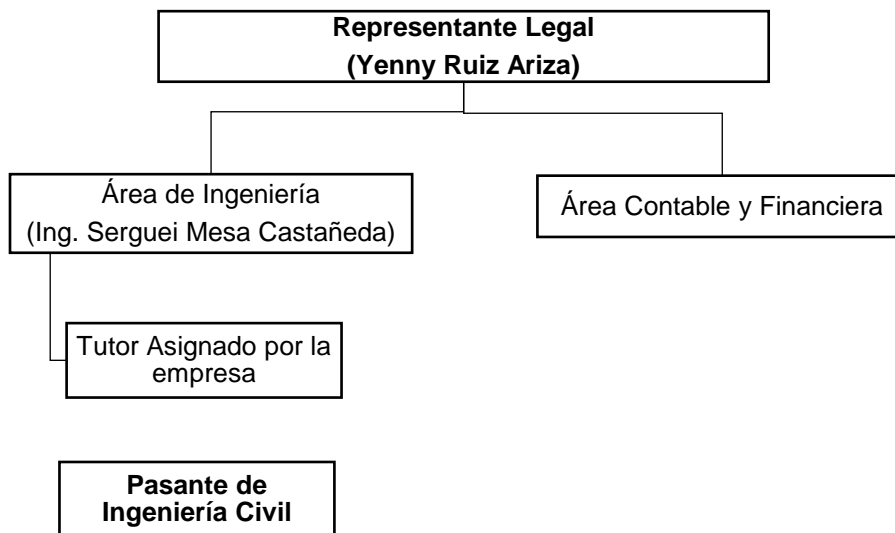 Representante Legal
(Yenny Ruiz Ariza)
Área de Ingeniería
(Ing. Serguei Mesa Castañeda)
Área Contable y Financiera
Tutor Asignado por la
empresa
Pasante de
Ingeniería Civil